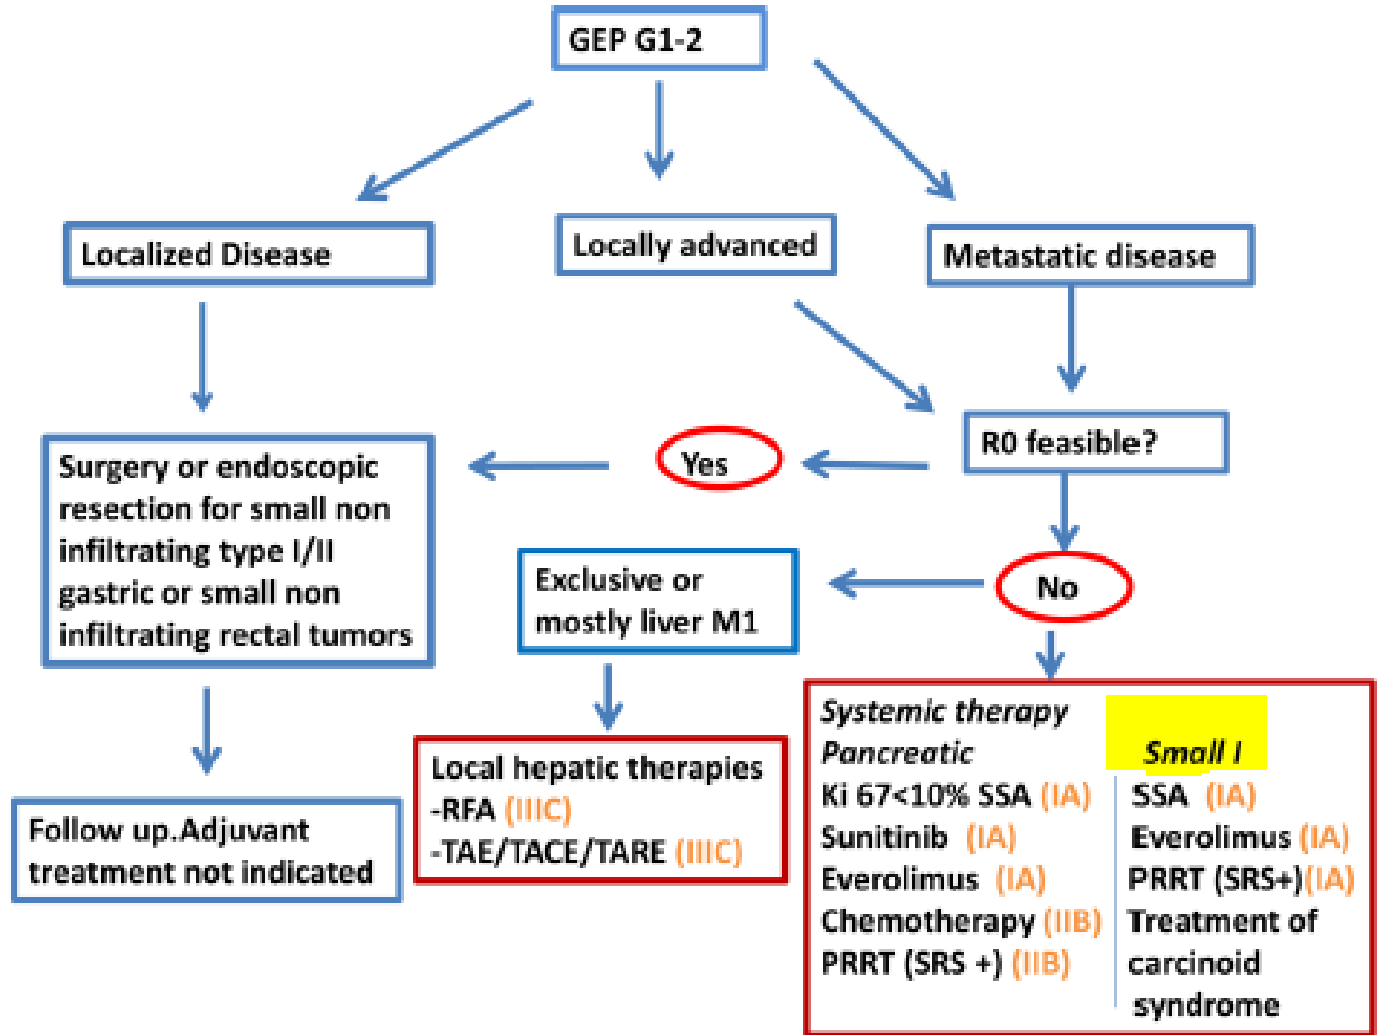 GEP G1-2
Localized Disease
Locally advanced
Metastatic disease
R0 feasible?
Yes
No
Surgery or endoscopic
resection for small non
infiltrating type I/II
gastric or small non
infiltrating rectal tumors
Exclusive or
mostly liver M1
Follow up.Adjuvant
treatment not indicated
Local hepatic therapies
-RFA (IIIC)
-TAE/TACE/TARE (IIIC)
Systemic therapy
Pancreatic
Ki 67<10% SSA (IA)
Sunitinib (IA)
Everolimus (IA)
Chemotherapy (IIB)
PRRT (SRS +) (IIB)
Small I
SSA (IA)
Everolimus (IA)
PRRT (SRS+)(IA)
Treatment of
carcinoid
syndrome